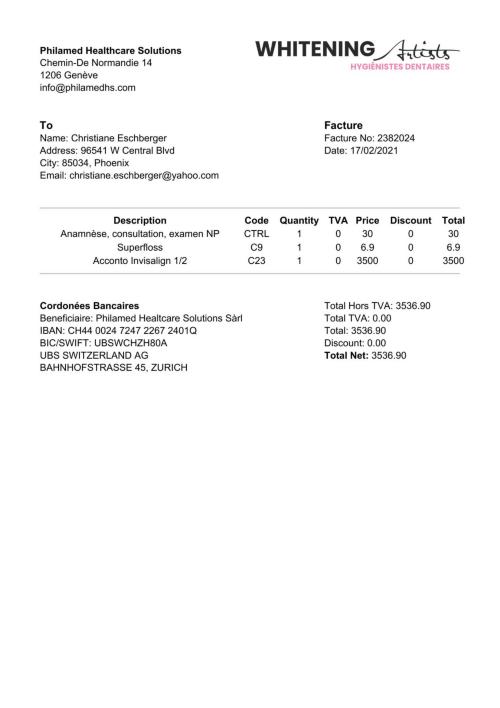 Philamed Healthcare Solutions
Chemin-De Normandie 14
1206 Genève
info@philamedhs.com
WHITENING Artists
HYGIÉNISTES DENTAIRES
To
Name: Christiane Eschberger
Address: 96541 W Central Blvd
City: 85034, Phoenix
Email: christiane.eschberger@yahoo.com
Facture
Facture No: 2382024
Date: 17/02/2021
Description Code Quantity TVA Price Discount Total
Anamnèse, consultation, examen NP CTRL 1 0 30 0 30
Superfloss C9 1 0 6.9 0 6.9
Acconto Invisalign 1/2 C23 1 0 3500 0 3500
Cordonées Bancaires
Beneficiaire: Philamed Healtcare Solutions Sàrl
IBAN: CH44 0024 7247 2267 2401Q
BIC/SWIFT: UBSWCHZH80A
UBS SWITZERLAND AG
BAHNHOFSTRASSE 45, ZURICH
Total Hors TVA: 3536.90
Total TVA: 0.00
Total: 3536.90
Discount: 0.00
Total Net: 3536.90